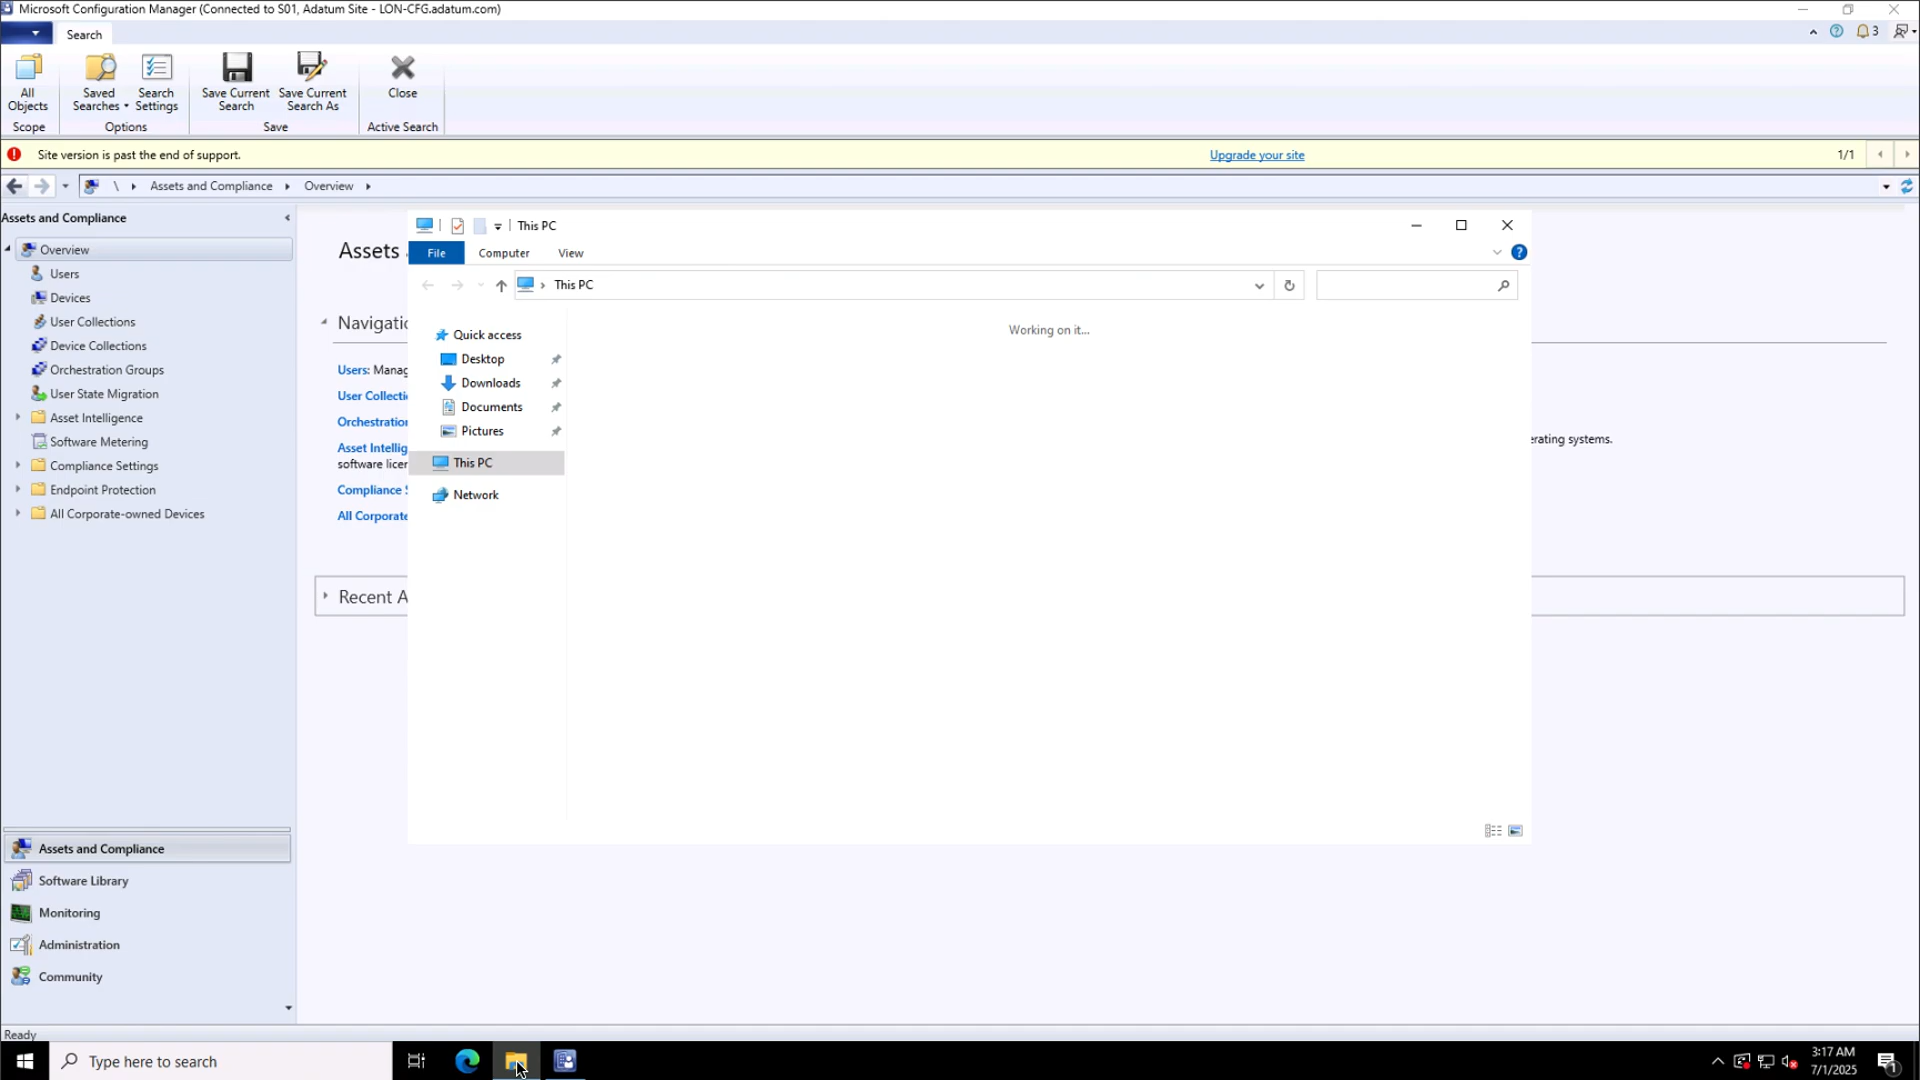 Microsoft Configuration Manager (Connected to S01, Adatum Site - LON-CFG.adatum.com)
Search
3
All Objects
Saved Searches
Search Settings
Save Current Search
Save Current Search As
Close
Scope
Options
Save
Active Search
Site version is past the end of support.
Upgrade your site
1/1
\
Assets and Compliance
Overview
Assets and Compliance
Overview
Users
Devices
User Collections
Device Collections
Orchestration Groups
User State Migration
Asset Intelligence
Software Metering
Compliance Settings
Endpoint Protection
All Corporate-owned Devices
Assets and Compliance
Software Library
Monitoring
Administration
Community
Assets
Navigatio
Users: Manag
User Collecti
Orchestration
Asset Intellig
software licer
Compliance S
All Corporate
erating systems.
Recent A
This PC
File
Computer
View
This PC
Quick access
Desktop
Downloads
Documents
Pictures
This PC
Network
Working on it...
Ready
Type here to search
3:17 AM
7/1/2025
1